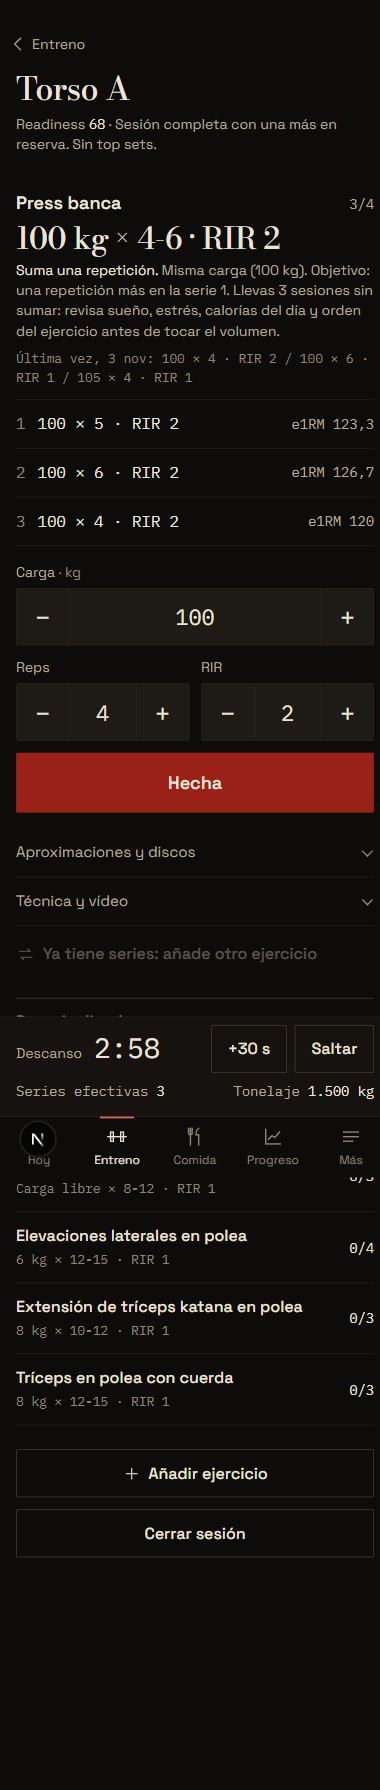 Entreno
Torso A
Readiness 68 · Sesión completa con una más en
reserva. Sin top sets.
Press banca 3/4
100 kg × 4-6 · RIR 2
Suma una repetición. Misma carga (100 kg). Objetivo:
una repetición más en la serie 1. Llevas 3 sesiones sin
sumar: revisa sueño, estrés, calorías del día y orden
del ejercicio antes de tocar el volumen.
Última vez, 3 nov: 100 × 4 · RIR 2 / 100 × 6 ·
RIR 1 / 105 × 4 · RIR 1
1 100 × 5 · RIR 2 e1RM 123,3
2 100 × 6 · RIR 2 e1RM 126,7
3 100 × 4 · RIR 2 e1RM 120
Carga · kg
− 100 +
Reps RIR
− 4 + − 2 +
Hecha
Aproximaciones y discos
Técnica y vídeo
Ya tiene series: añade otro ejercicio
Descanso 2:58 +30 s Saltar
Series efectivas 3 Tonelaje 1.500 kg
N
Hoy Entreno Comida Progreso Más
Carga libre × 8-12 · RIR 1
Elevaciones laterales en polea 0/4
6 kg × 12-15 · RIR 1
Extensión de tríceps katana en polea 0/3
8 kg × 10-12 · RIR 1
Tríceps en polea con cuerda 0/3
8 kg × 12-15 · RIR 1
+ Añadir ejercicio
Cerrar sesión